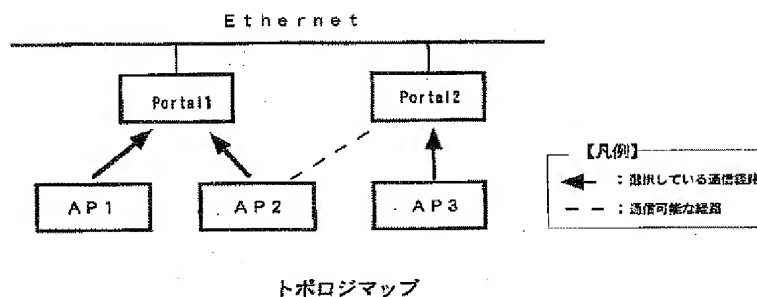 Ethernet
Portal1
Portal2
AP1
AP2
AP3
【凡例】
：選択している通信経路
：通信可能な経路
トポロジマップ